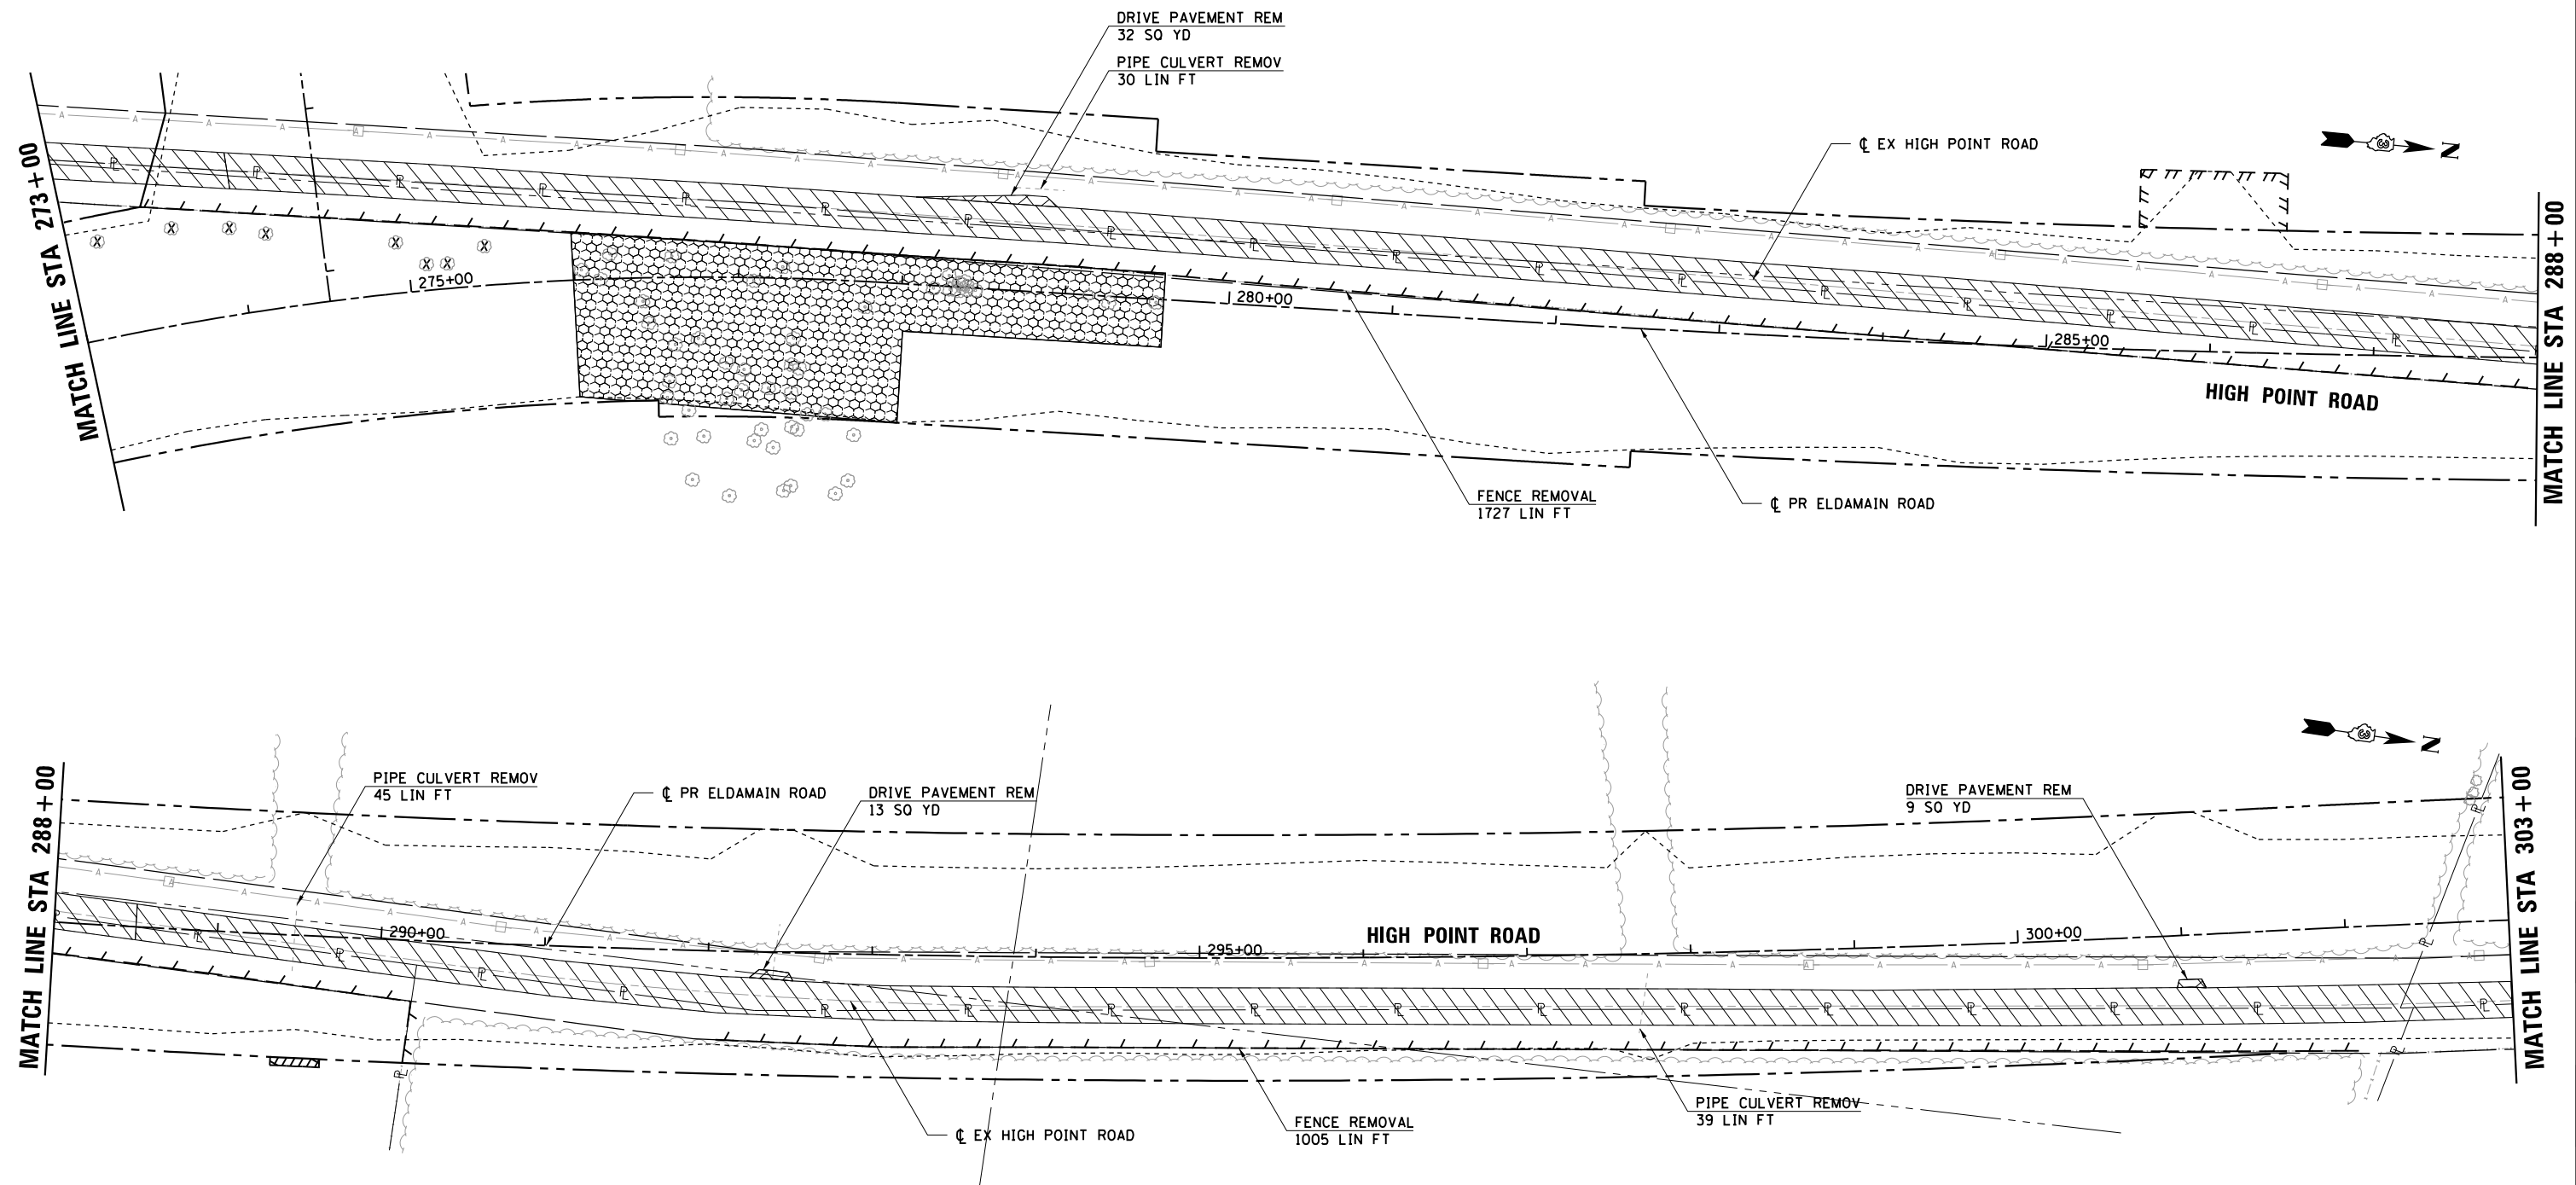 DRIVE PAVEMENT REM
32 SQ YD
PIPE CULVERT REMOV
30 LIN FT
℄ EX HIGH POINT ROAD
N
MATCH LINE STA 273+00
275+00
280+00
285+00
HIGH POINT ROAD
MATCH LINE STA 288+00
FENCE REMOVAL
1727 LIN FT
℄ PR ELDAMAIN ROAD
N
MATCH LINE STA 288+00
PIPE CULVERT REMOV
45 LIN FT
℄ PR ELDAMAIN ROAD
DRIVE PAVEMENT REM
13 SQ YD
DRIVE PAVEMENT REM
9 SQ YD
290+00
295+00
HIGH POINT ROAD
300+00
MATCH LINE STA 303+00
℄ EX HIGH POINT ROAD
FENCE REMOVAL
1005 LIN FT
PIPE CULVERT REMOV
39 LIN FT